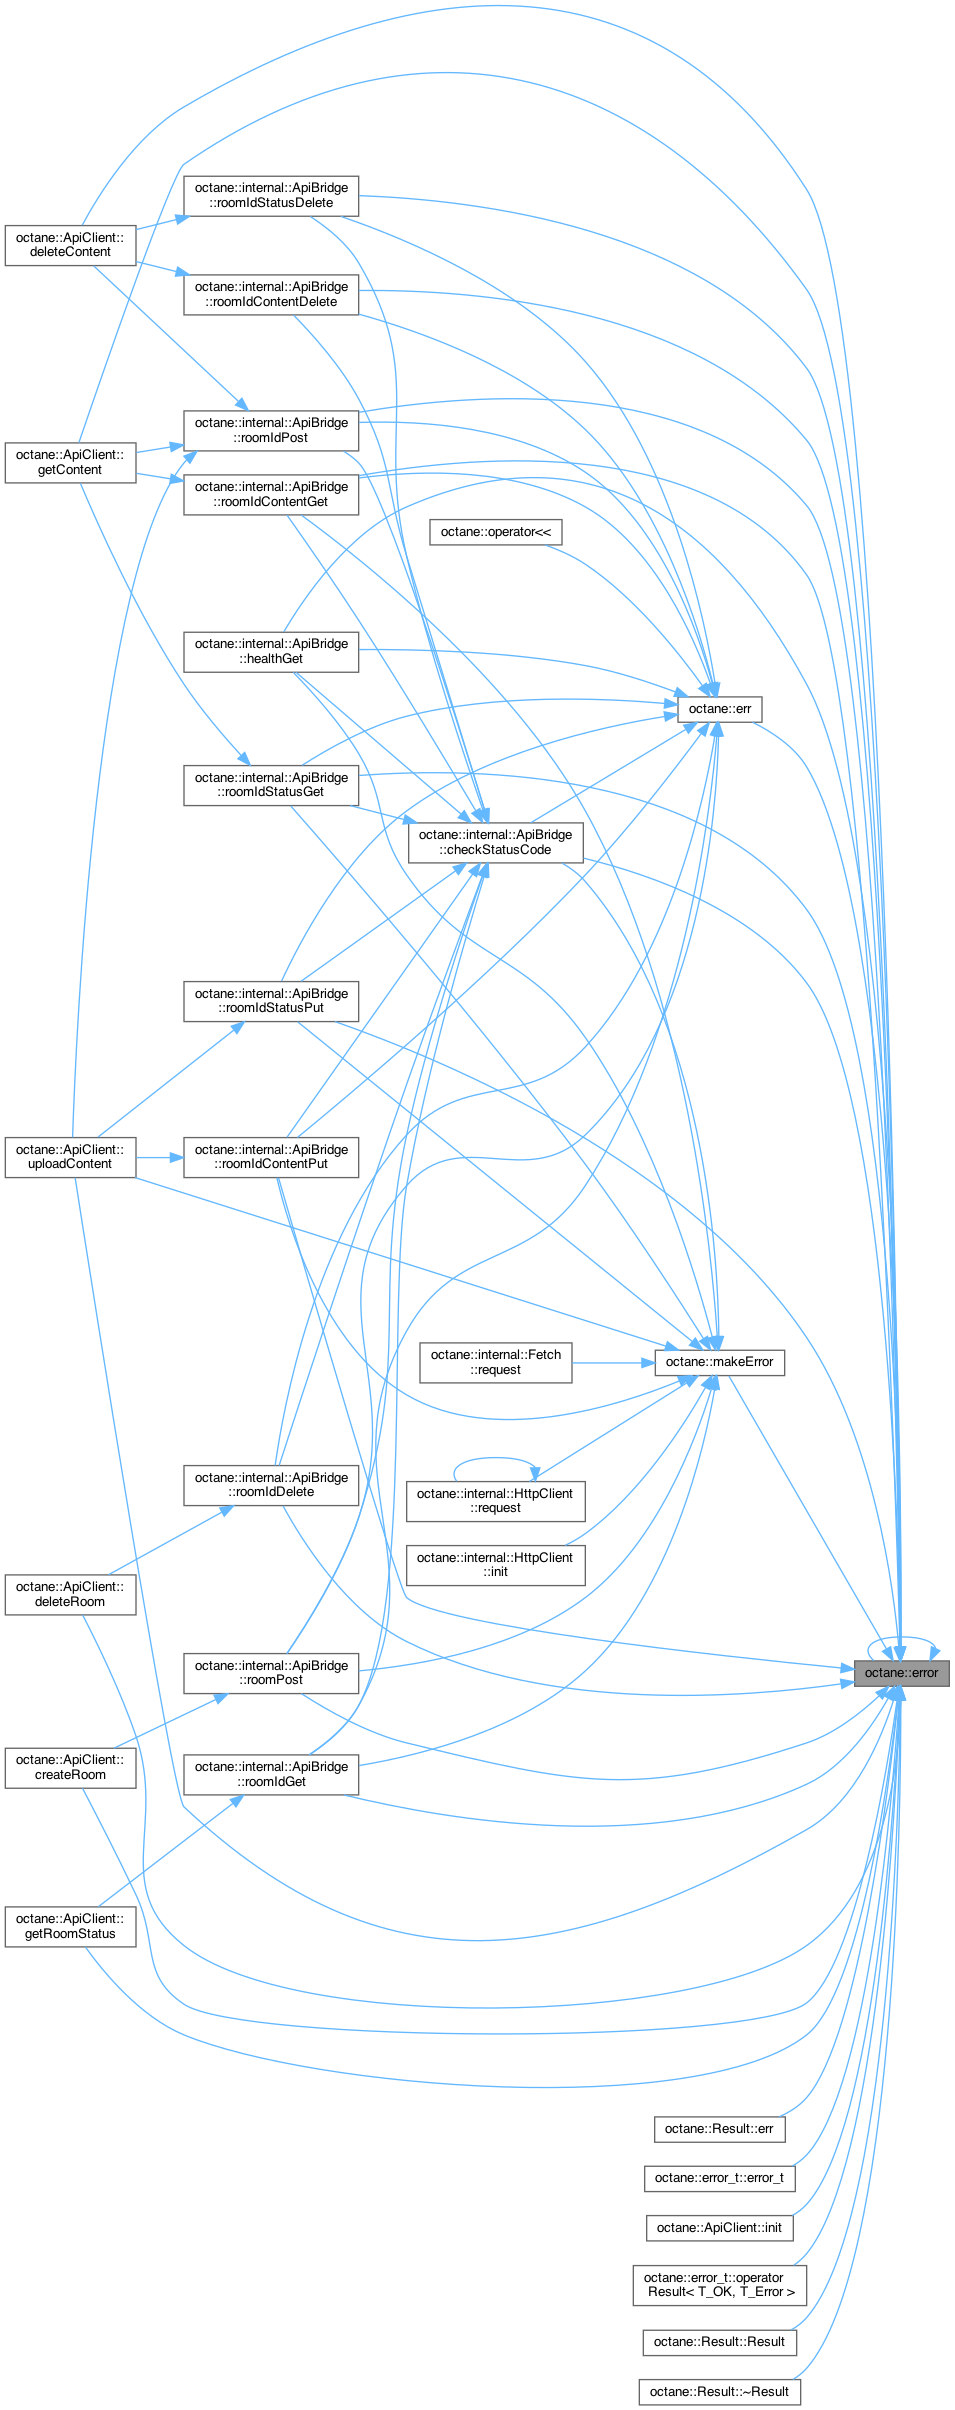 octane::internal::ApiBridge
::roomIdStatusDelete
octane::ApiClient::
deleteContent
octane::internal::ApiBridge
::roomIdContentDelete
octane::internal::ApiBridge
::roomIdPost
octane::ApiClient::
getContent
octane::internal::ApiBridge
::roomIdContentGet
octane::operator<<
octane::internal::ApiBridge
::healthGet
octane::err
octane::internal::ApiBridge
::roomIdStatusGet
octane::internal::ApiBridge
::checkStatusCode
octane::internal::ApiBridge
::roomIdStatusPut
octane::ApiClient::
uploadContent
octane::internal::ApiBridge
::roomIdContentPut
octane::internal::Fetch
::request
octane::makeError
octane::internal::ApiBridge
::roomIdDelete
octane::internal::HttpClient
::request
octane::internal::HttpClient
::init
octane::ApiClient::
deleteRoom
octane::internal::ApiBridge
::roomPost
octane::error
octane::ApiClient::
createRoom
octane::internal::ApiBridge
::roomIdGet
octane::ApiClient::
getRoomStatus
octane::Result::err
octane::error_t::error_t
octane::ApiClient::init
octane::error_t::operator
Result< T_OK, T_Error >
octane::Result::Result
octane::Result::~Result